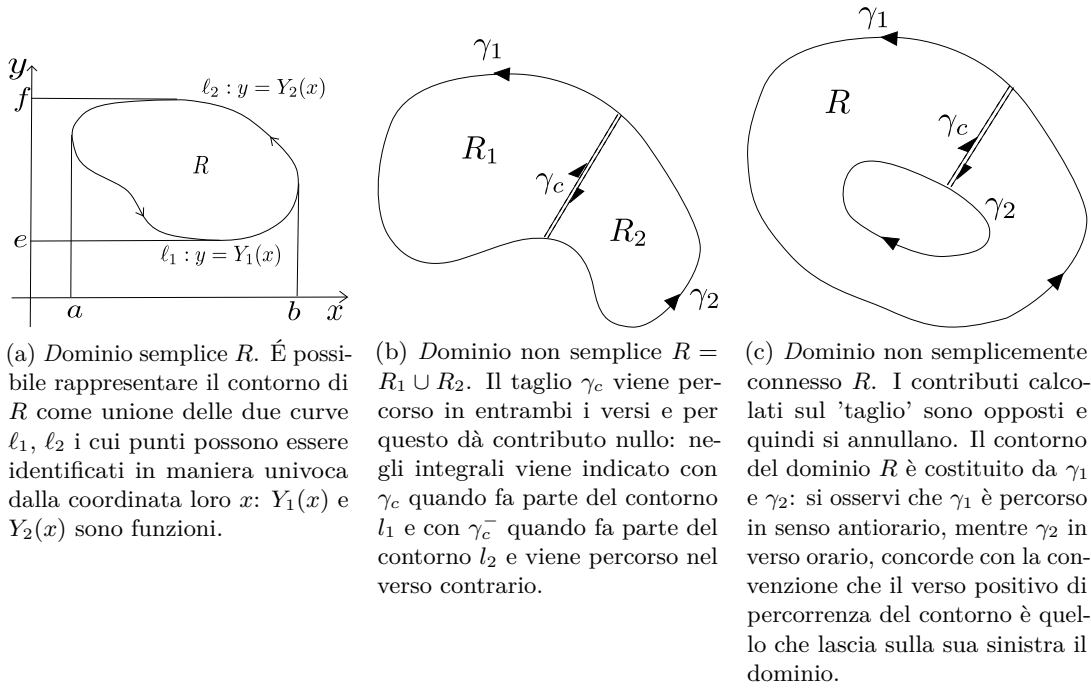 y
f
ℓ₂ : y = Y₂(x)
R
e
ℓ₁ : y = Y₁(x)
a
b
x
γ₁
R₁
γ_c
R₂
γ₂
γ₁
R
γ_c
γ₂
(a) Dominio semplice R. É possi-
bile rappresentare il contorno di
R come unione delle due curve
ℓ₁, ℓ₂ i cui punti possono essere
identificati in maniera univoca
dalla coordinata loro x: Y₁(x) e
Y₂(x) sono funzioni.
(b) Dominio non semplice R =
R₁ ∪ R₂. Il taglio γ_c viene per-
corso in entrambi i versi e per
questo dà contributo nullo: ne-
gli integrali viene indicato con
γ_c quando fa parte del contorno
l₁ e con γ_c⁻ quando fa parte del
contorno l₂ e viene percorso nel
verso contrario.
(c) Dominio non semplicemente
connesso R. I contributi calco-
lati sul 'taglio' sono opposti e
quindi si annullano. Il contorno
del dominio R è costituito da γ₁
e γ₂: si osservi che γ₁ è percorso
in senso antiorario, mentre γ₂ in
verso orario, concorde con la con-
venzione che il verso positivo di
percorrenza del contorno è quel-
lo che lascia sulla sua sinistra il
dominio.